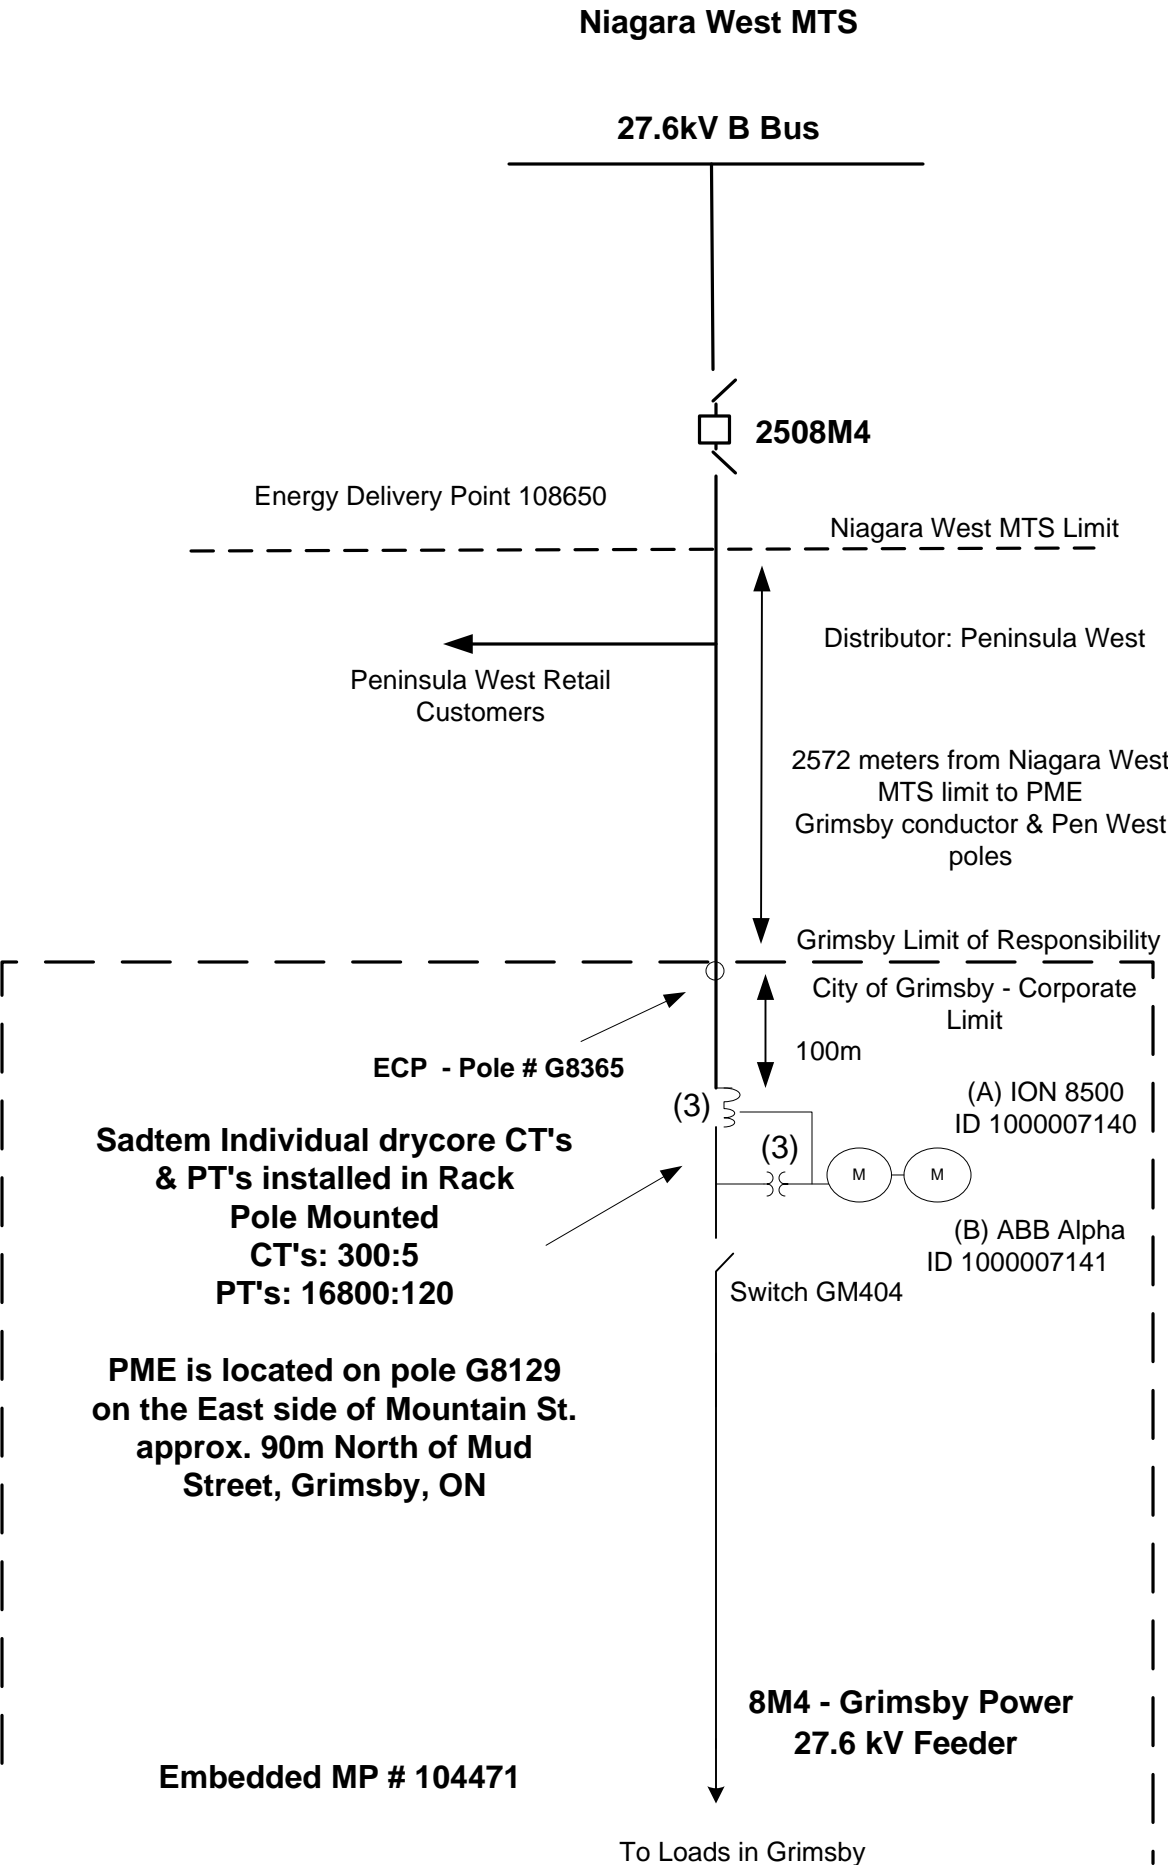 Niagara West MTS
27.6kV B Bus
2508M4
Energy Delivery Point 108650
Niagara West MTS Limit
Distributor: Peninsula West
Peninsula West Retail
Customers
2572 meters from Niagara West
MTS limit to PME
Grimsby conductor & Pen West
poles
Grimsby Limit of Responsibility
City of Grimsby - Corporate
Limit
100m
ECP - Pole # G8365
(3)
(A) ION 8500
ID 1000007140
Sadtem Individual drycore CT's
& PT's installed in Rack
Pole Mounted
CT's: 300:5
PT's: 16800:120
(3)
M
M
(B) ABB Alpha
ID 1000007141
Switch GM404
PME is located on pole G8129
on the East side of Mountain St.
approx. 90m North of Mud
Street, Grimsby, ON
8M4 - Grimsby Power
27.6 kV Feeder
Embedded MP # 104471
To Loads in Grimsby